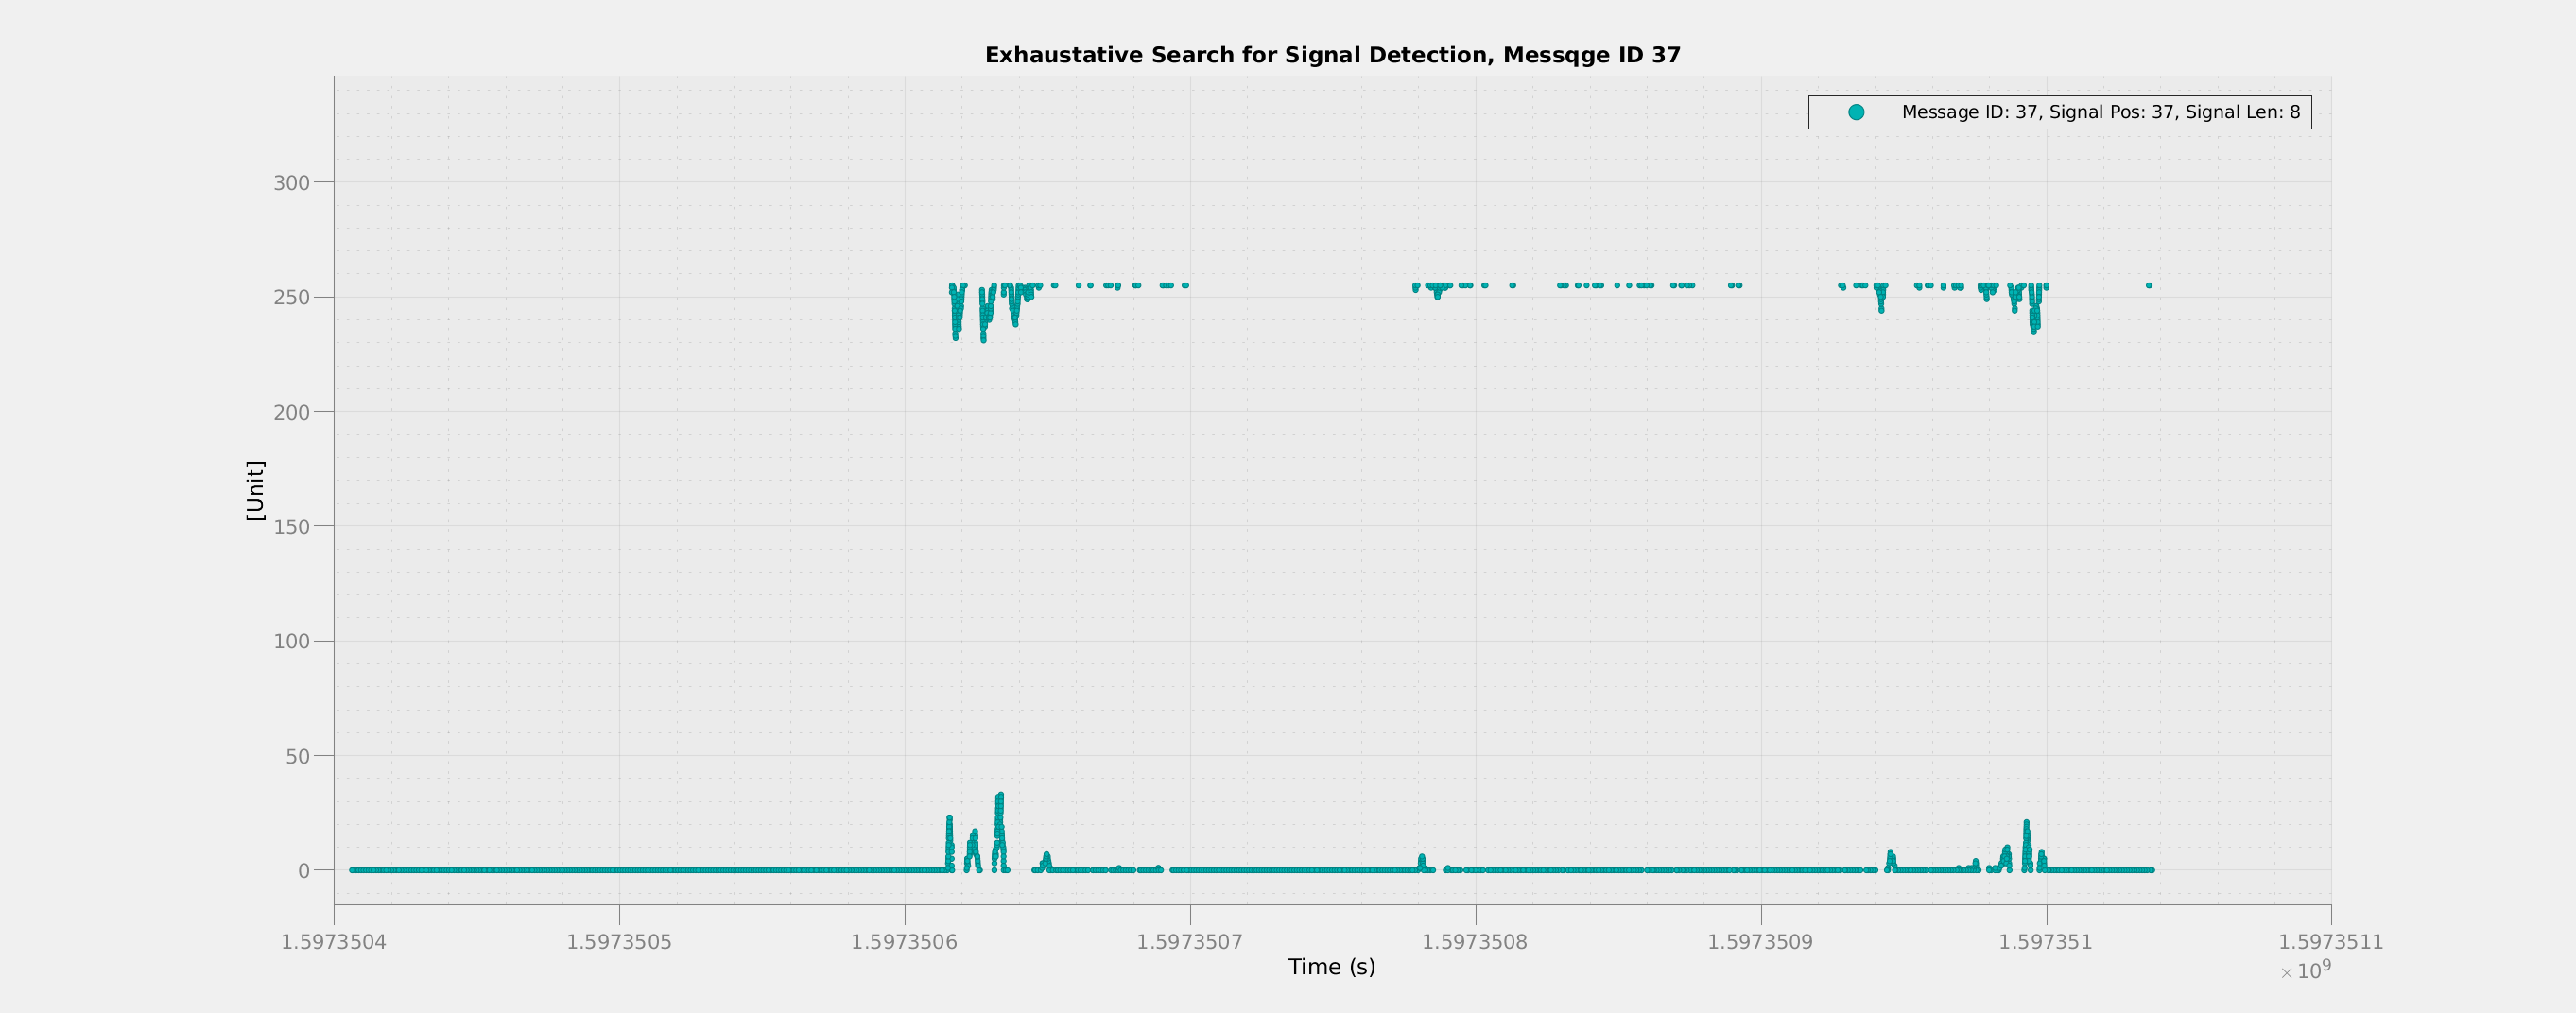 Exhaustative Search for Signal Detection, Messqge ID 37
Message ID: 37, Signal Pos: 37, Signal Len: 8
300
250
200
150
100
50
0
[Unit]
1.5973504 1.5973505 1.5973506 1.5973507 1.5973508 1.5973509 1.597351 1.5973511
Time (s)
× 10⁹